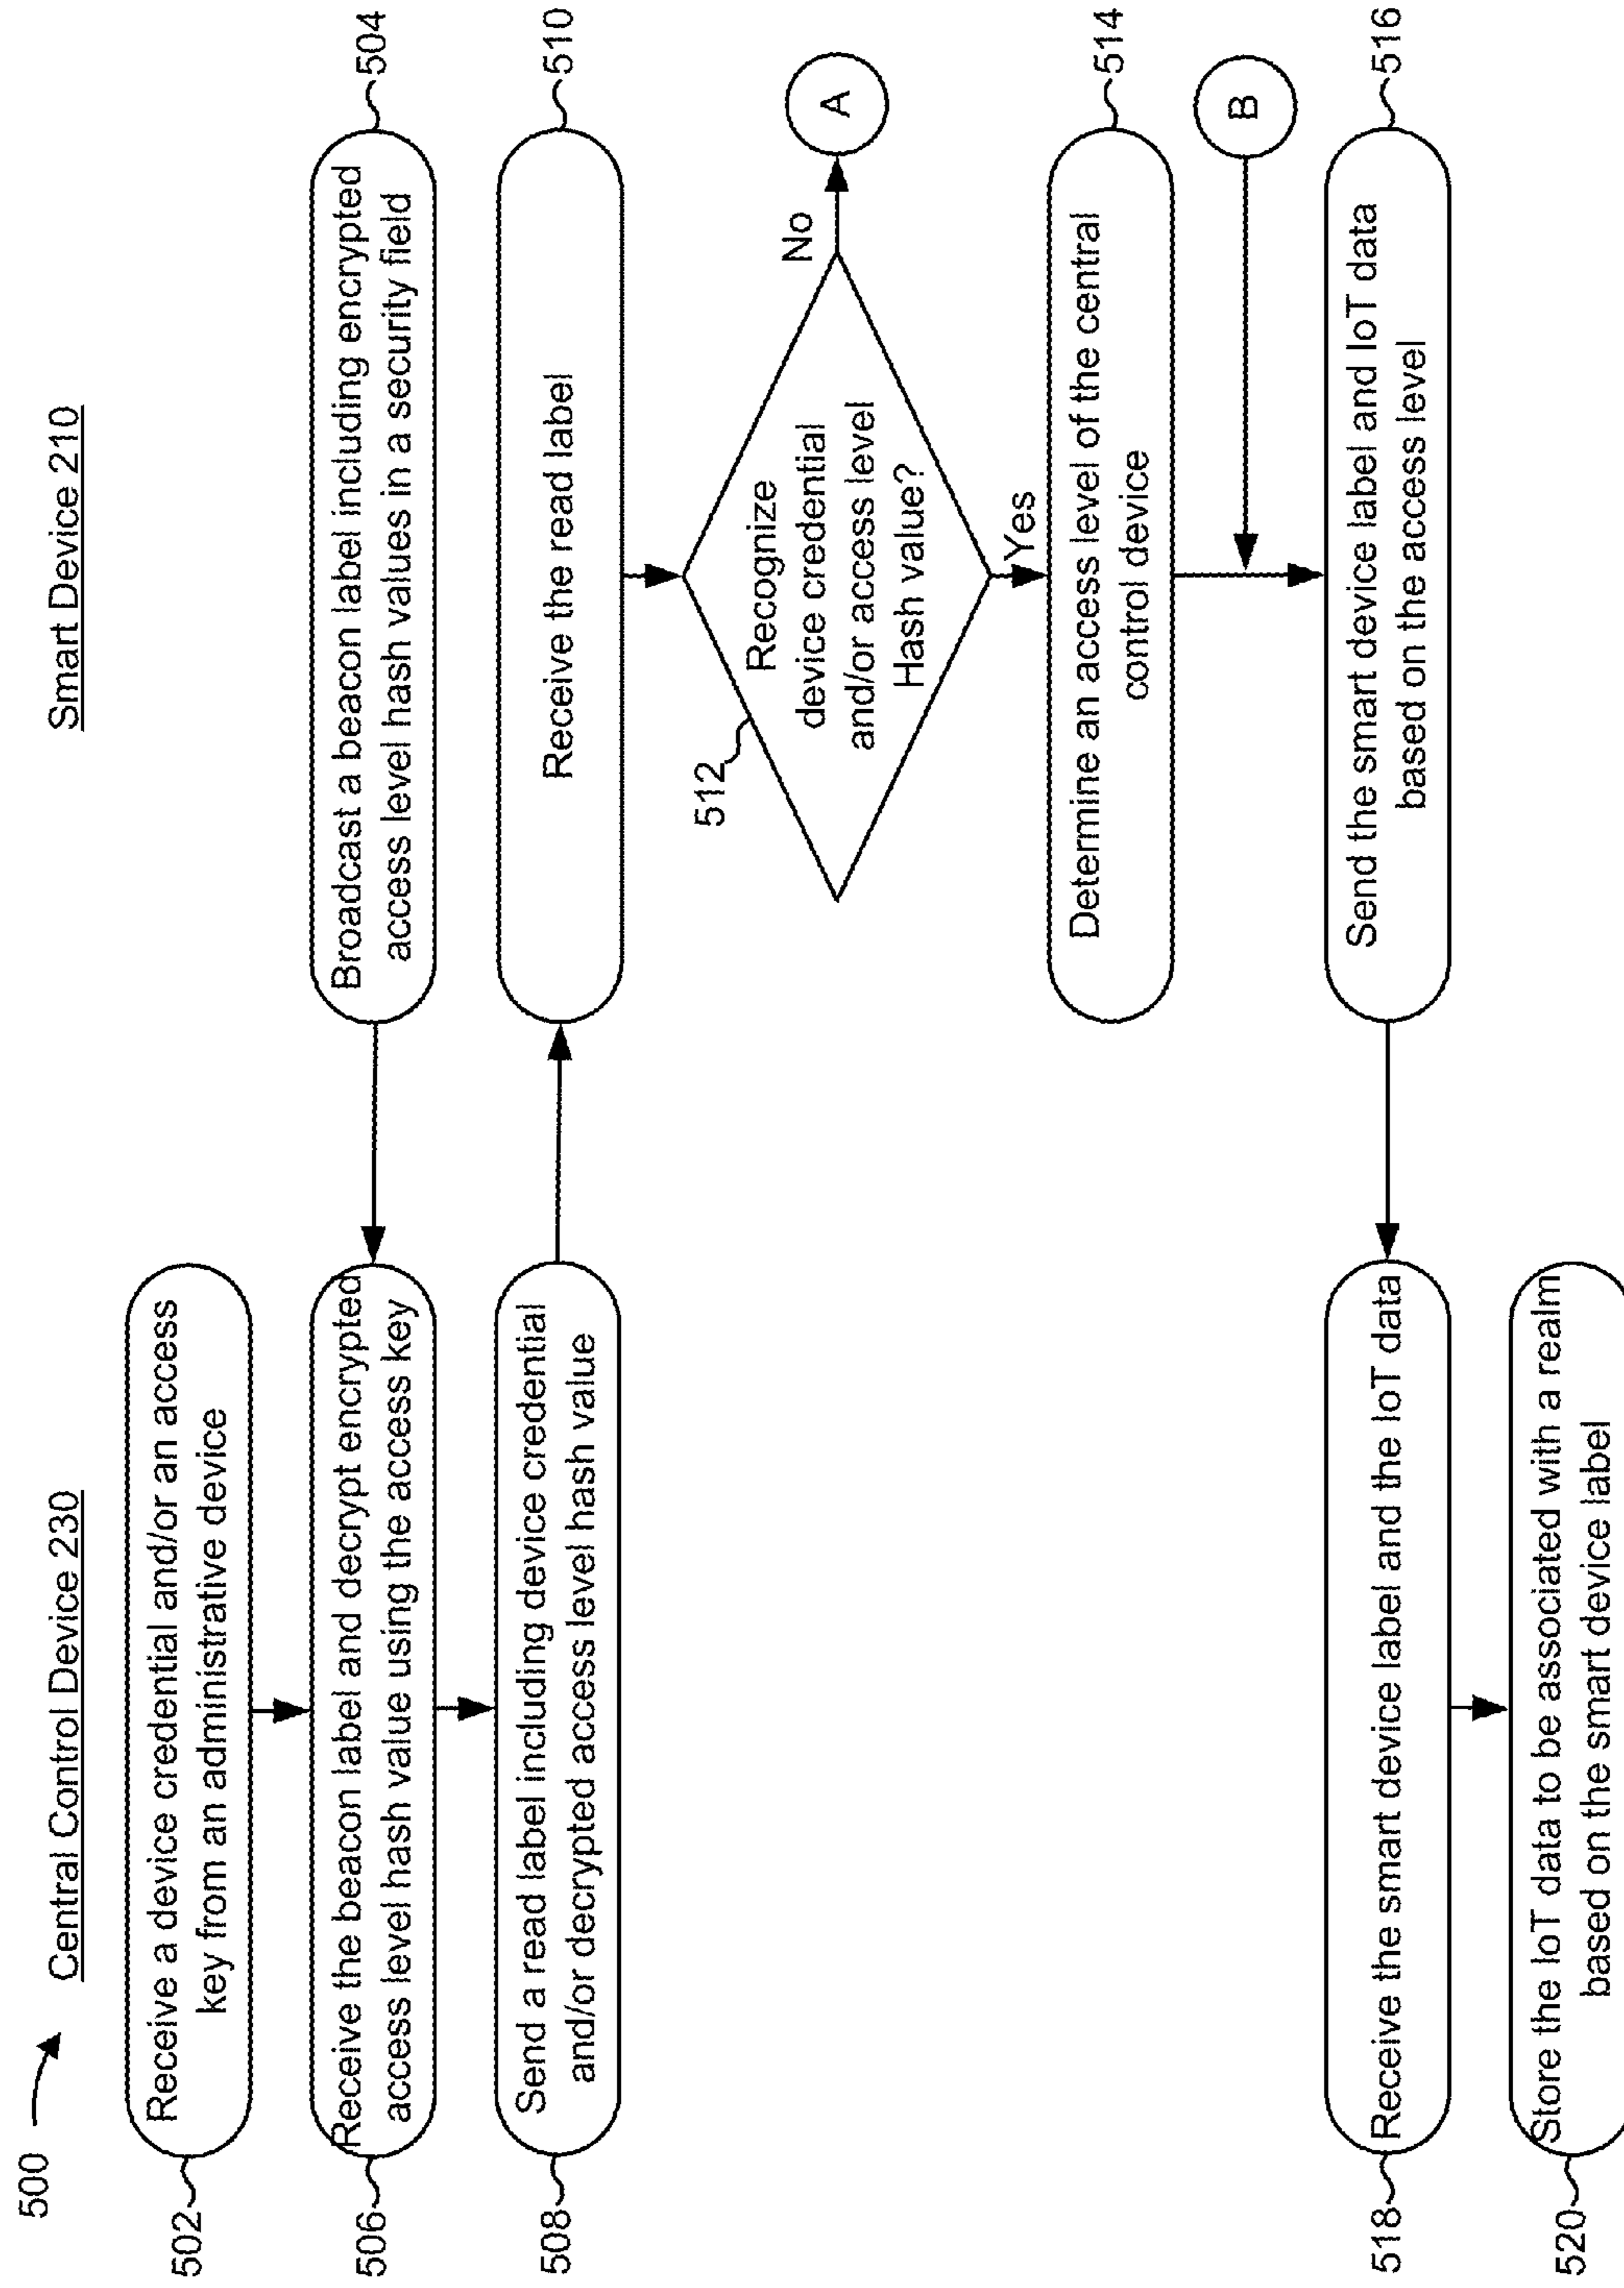 500
Central Control Device 230
Smart Device 210
502
Receive a device credential and/or an access
key from an administrative device
Broadcast a beacon label including encrypted
access level hash values in a security field
504
506
Receive the beacon label and decrypt encrypted
access level hash value using the access key
508
Send a read label including device credential
and/or decrypted access level hash value
Receive the read label
510
512
Recognize
device credential
and/or access level
Hash value?
No
A
Yes
Determine an access level of the central
control device
514
B
Send the smart device label and IoT data
based on the access level
516
518
Receive the smart device label and the IoT data
520
Store the IoT data to be associated with a realm
based on the smart device label